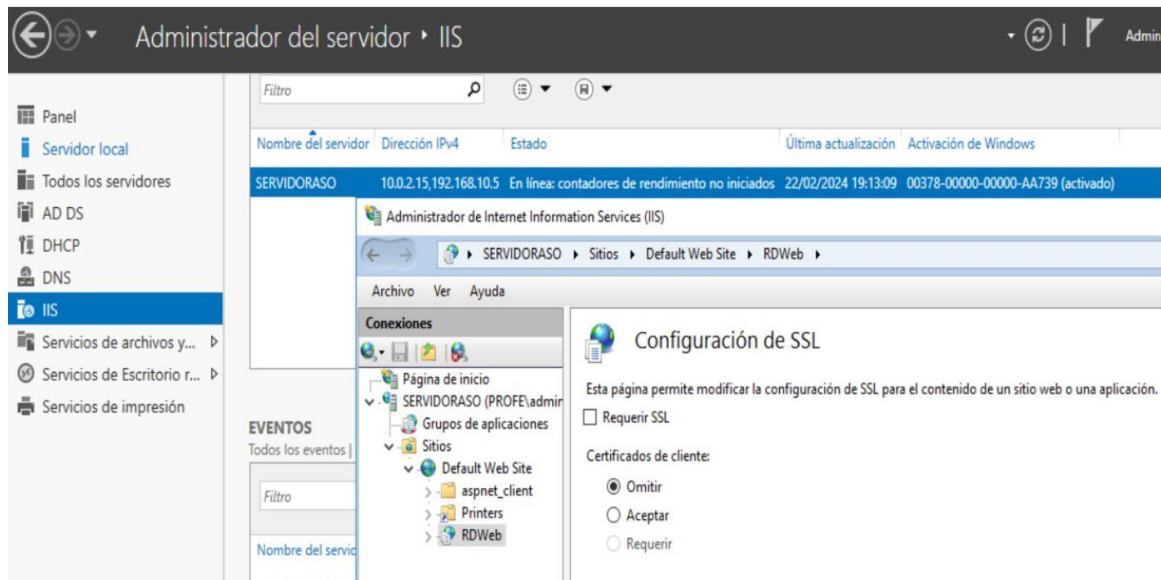 Administrador del servidor ‣ IIS
Admin
Panel
Servidor local
Todos los servidores
AD DS
DHCP
DNS
IIS
Servicios de archivos y...
Servicios de Escritorio r...
Servicios de impresión
Filtro
Nombre del servidor Dirección IPv4 Estado Última actualización Activación de Windows
SERVIDORASO 10.0.2.15,192.168.10.5 En línea: contadores de rendimiento no iniciados 22/02/2024 19:13:09 00378-00000-00000-AA739 (activado)
EVENTOS
Todos los eventos |
Filtro
Nombre del servic
Administrador de Internet Information Services (IIS)
SERVIDORASO ‣ Sitios ‣ Default Web Site ‣ RDWeb ‣
Archivo Ver Ayuda
Conexiones
Página de inicio
SERVIDORASO (PROFE\admin
Grupos de aplicaciones
Sitios
Default Web Site
aspnet_client
Printers
RDWeb
Configuración de SSL
Esta página permite modificar la configuración de SSL para el contenido de un sitio web o una aplicación.
Requerir SSL
Certificados de cliente:
Omitir
Aceptar
Requerir